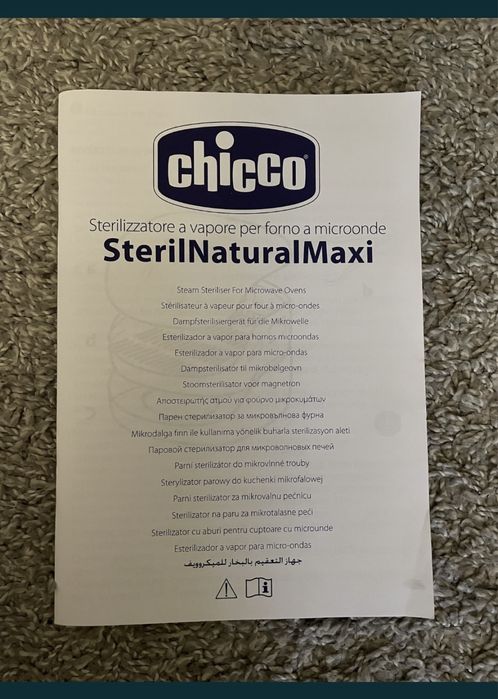 chicco
Sterilizzatore a vapore per forno a microonde
SterilNaturalMaxi
Steam Steriliser For Microwave Ovens
Stérilisateur à vapeur pour four à micro-ondes
Dampfsterilisiergerät für die Mikrowelle
Esterilizador a vapor para hornos microondas
Esterilizador a vapor para micro-ondas
Dampsterilisator til mikrobølgeovn
Stoomsterilisator voor magnetron
Αποστειρωτής ατμού για φούρνο μικροκυμάτων
Парен стерилизатор за микровълнова фурна
Mikrodalga fırın ile kullanıma yönelik buharla sterilizasyon aleti
Паровой стерилизатор для микроволновых печей
Parní sterilizátor do mikrovlnné trouby
Sterylizator parowy do kuchenki mikrofalowej
Parni sterilizator za mikrovalnu pećnicu
Sterilizator na paru za mikrotalasne peći
Sterilizator cu aburi pentru cuptoare cu microunde
Esterilizador a vapor para micro-ondas
جهاز التعقيم بالبخار للميكروويف